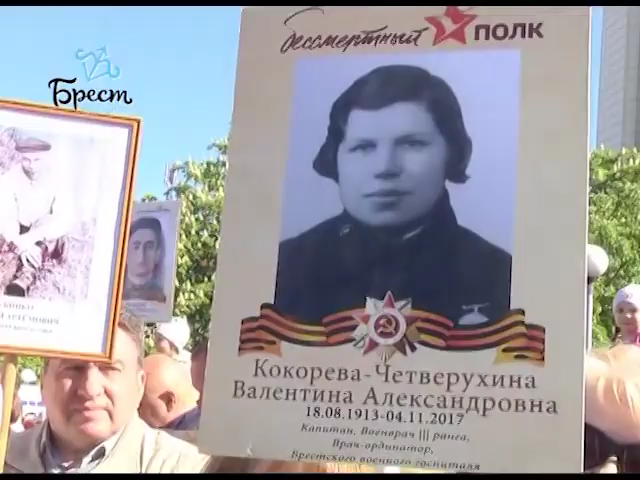 бессмертный полк
Брест
Кокорева-Четверухина
Валентина Александровна
18.08.1913-04.11.2017
Капитан, Военврач III ранга,
Врач-ординатор,
Брестского военного госпиталя